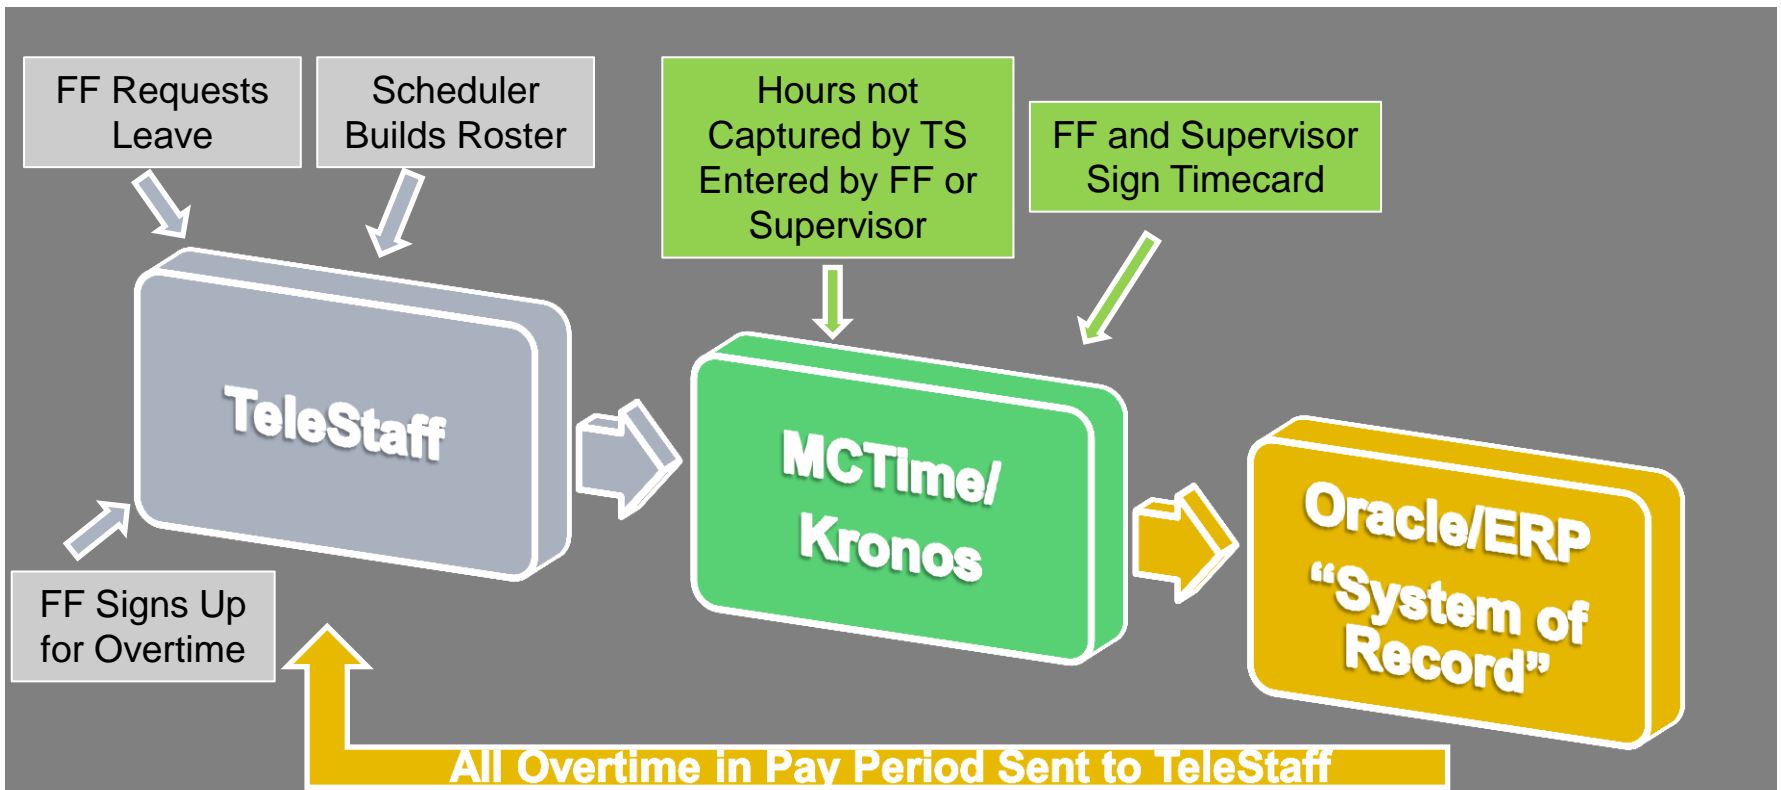 FF Requests
Leave
Scheduler
Builds Roster
Hours not
Captured by TS
Entered by FF or
Supervisor
FF and Supervisor
Sign Timecard
TeleStaff
MCTime/
Kronos
Oracle/ERP
“System of
Record”
FF Signs Up
for Overtime
All Overtime in Pay Period Sent to TeleStaff